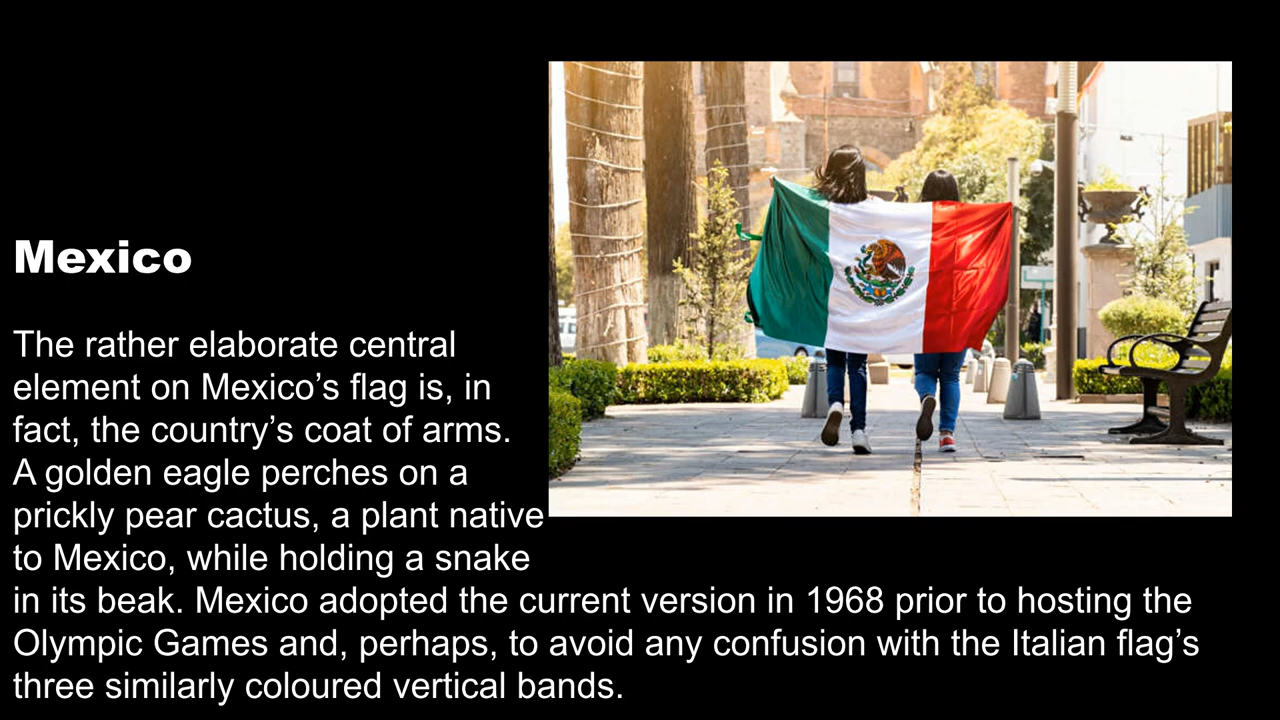 Mexico
The rather elaborate central
element on Mexico’s flag is, in
fact, the country’s coat of arms.
A golden eagle perches on a
prickly pear cactus, a plant native
to Mexico, while holding a snake
in its beak. Mexico adopted the current version in 1968 prior to hosting the
Olympic Games and, perhaps, to avoid any confusion with the Italian flag’s
three similarly coloured vertical bands.